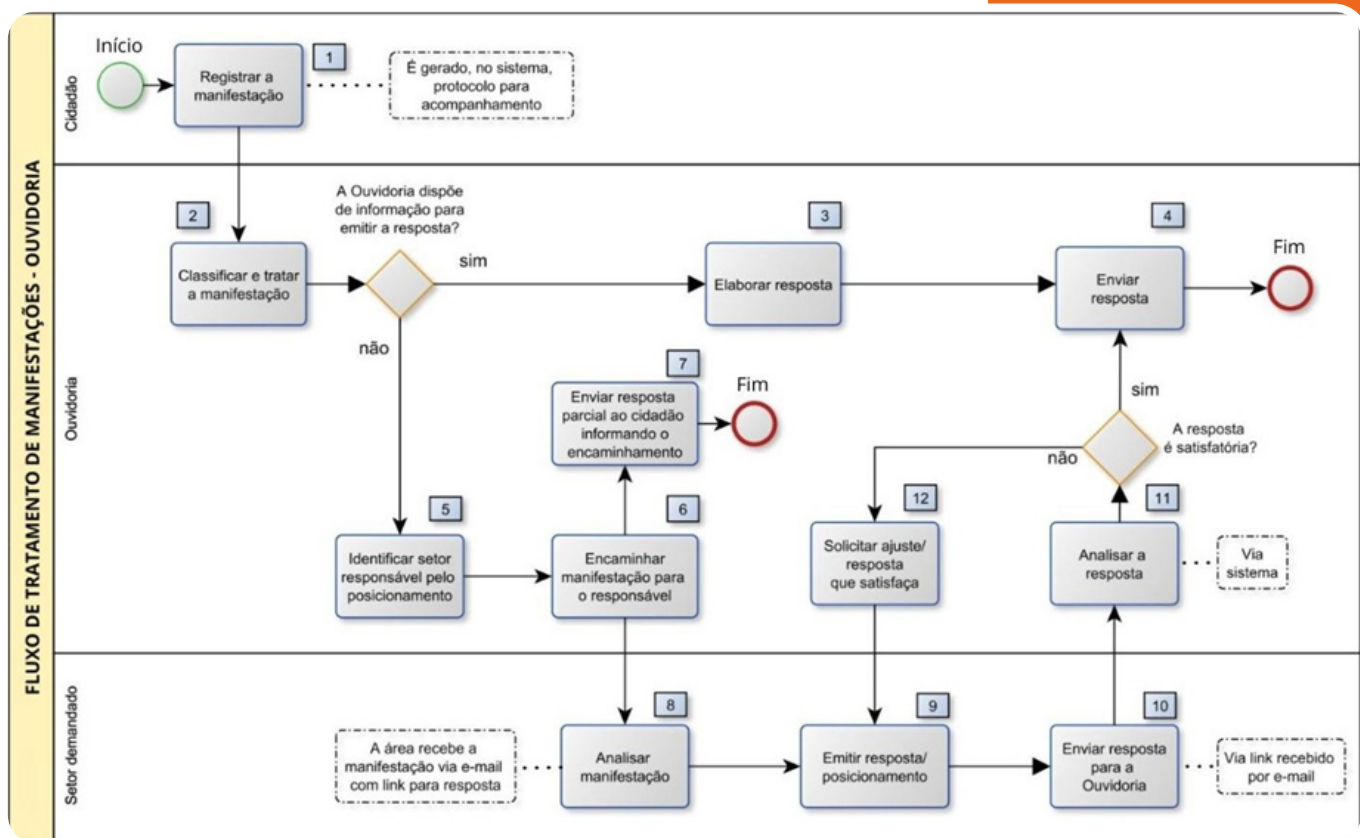 FLUXO DE TRATAMENTO DE MANIFESTAÇÕES - OUVIDORIA
Cidadão
Início
1
Registrar a
manifestação
É gerado, no sistema,
protocolo para
acompanhamento
Ouvidoria
2
Classificar e tratar
a manifestação
A Ouvidoria dispõe
de informação para
emitir a resposta?
sim
não
3
Elaborar resposta
4
Enviar
resposta
Fim
7
Enviar resposta
parcial ao cidadão
informando o
encaminhamento
Fim
sim
A resposta
é satisfatória?
não
5
Identificar setor
responsável pelo
posicionamento
6
Encaminhar
manifestação para
o responsável
12
Solicitar ajuste/
resposta
que satisfaça
11
Analisar a
resposta
Via
sistema
Setor demandado
A área recebe a
manifestação via e-mail
com link para resposta
8
Analisar
manifestação
9
Emitir resposta/
posicionamento
10
Enviar resposta
para a
Ouvidoria
Via link recebido
por e-mail